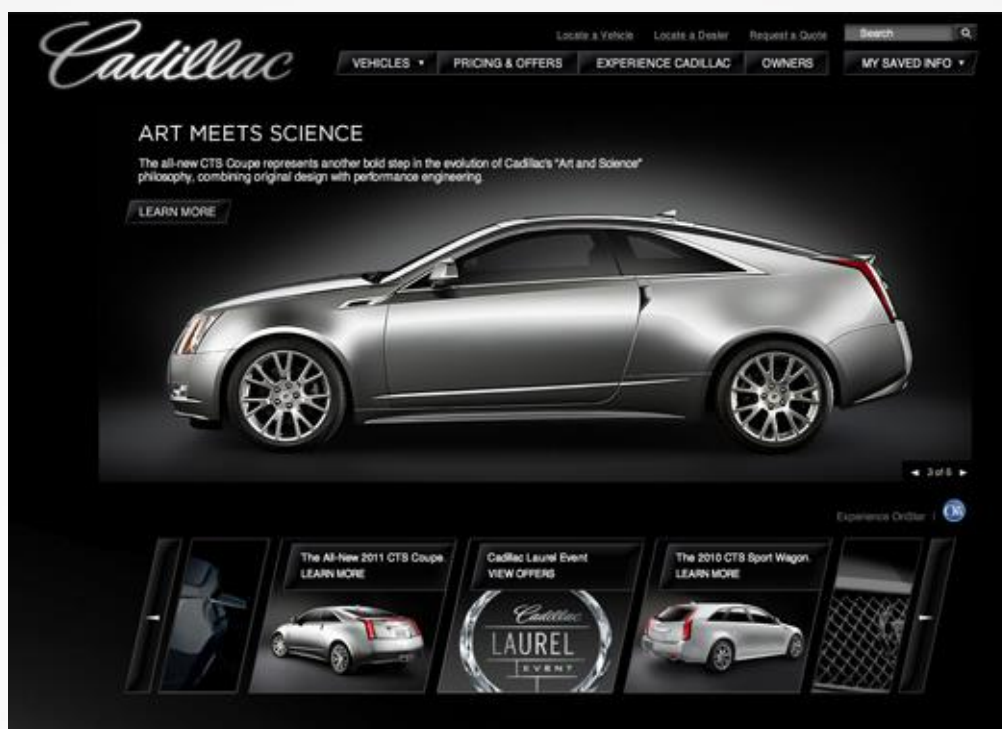 Cadillac
Locate a Vehicle Locate a Dealer Request a Quote Search
VEHICLES PRICING & OFFERS EXPERIENCE CADILLAC OWNERS MY SAVED INFO
ART MEETS SCIENCE
The all-new CTS Coupe represents another bold step in the evolution of Cadillac's "Art and Science"
philosophy, combining original design with performance engineering.
LEARN MORE
3 of 6
Experience OnStar |
The All-New 2011 CTS Coupe.
LEARN MORE
Cadillac Laurel Event
VIEW OFFERS
Cadillac
LAUREL
EVENT
The 2010 CTS Sport Wagon.
LEARN MORE